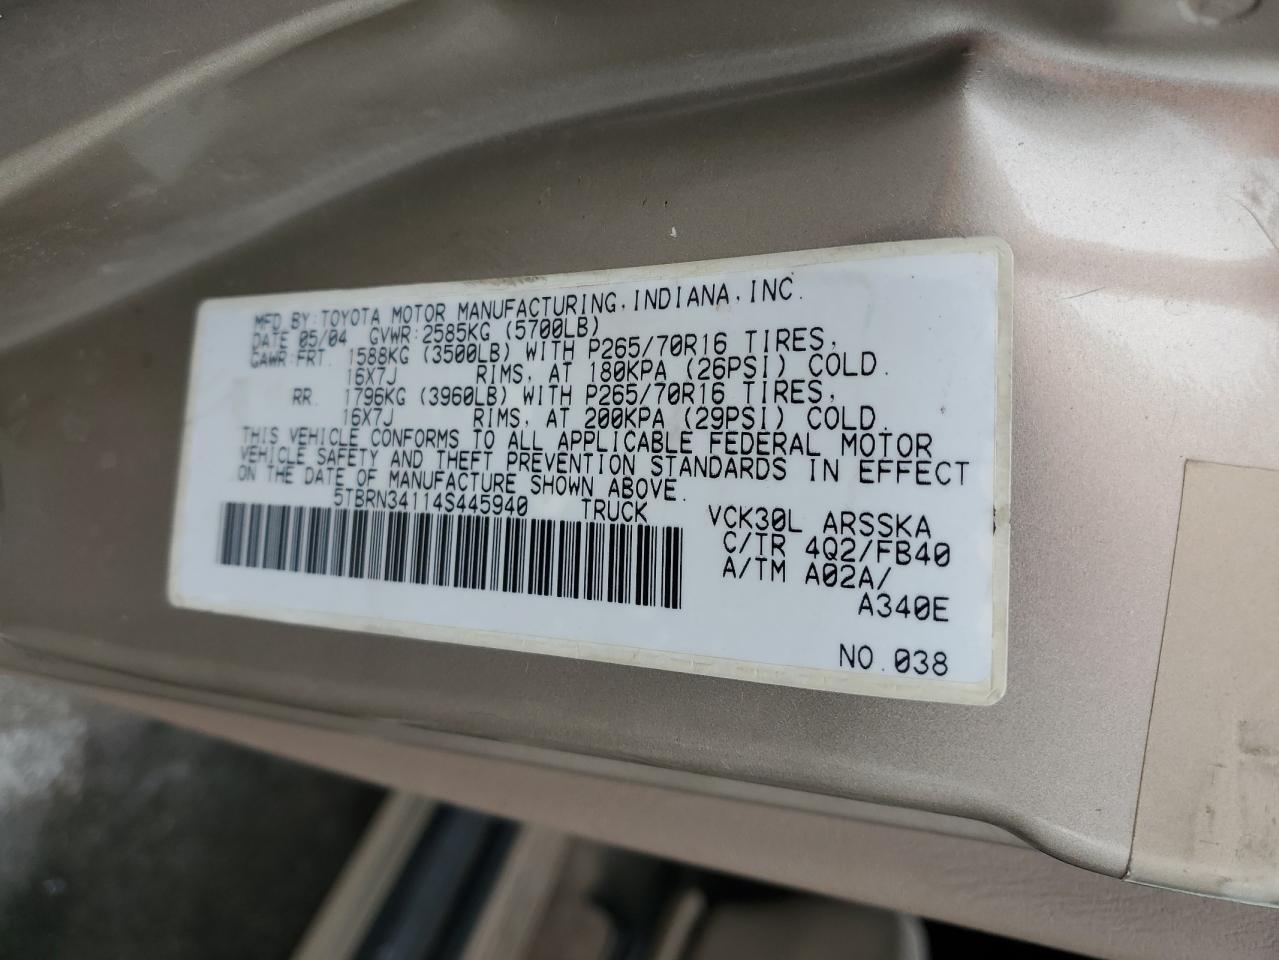 MFD. BY: TOYOTA MOTOR MANUFACTURING, INDIANA, INC.
DATE 05/04 GVWR: 2585KG (5700LB)
GAWR: FRT. 1588KG (3500LB) WITH P265/70R16 TIRES,
16X7J RIMS, AT 180KPA (26PSI) COLD.
RR. 1796KG (3960LB) WITH P265/70R16 TIRES,
16X7J RIMS, AT 200KPA (29PSI) COLD.
THIS VEHICLE CONFORMS TO ALL APPLICABLE FEDERAL MOTOR
VEHICLE SAFETY AND THEFT PREVENTION STANDARDS IN EFFECT
ON THE DATE OF MANUFACTURE SHOWN ABOVE.
5TBRN34114S445940 TRUCK
VCK30L ARSSKA
C/TR 4Q2/FB40
A/TM A02A/
A340E
NO. 038